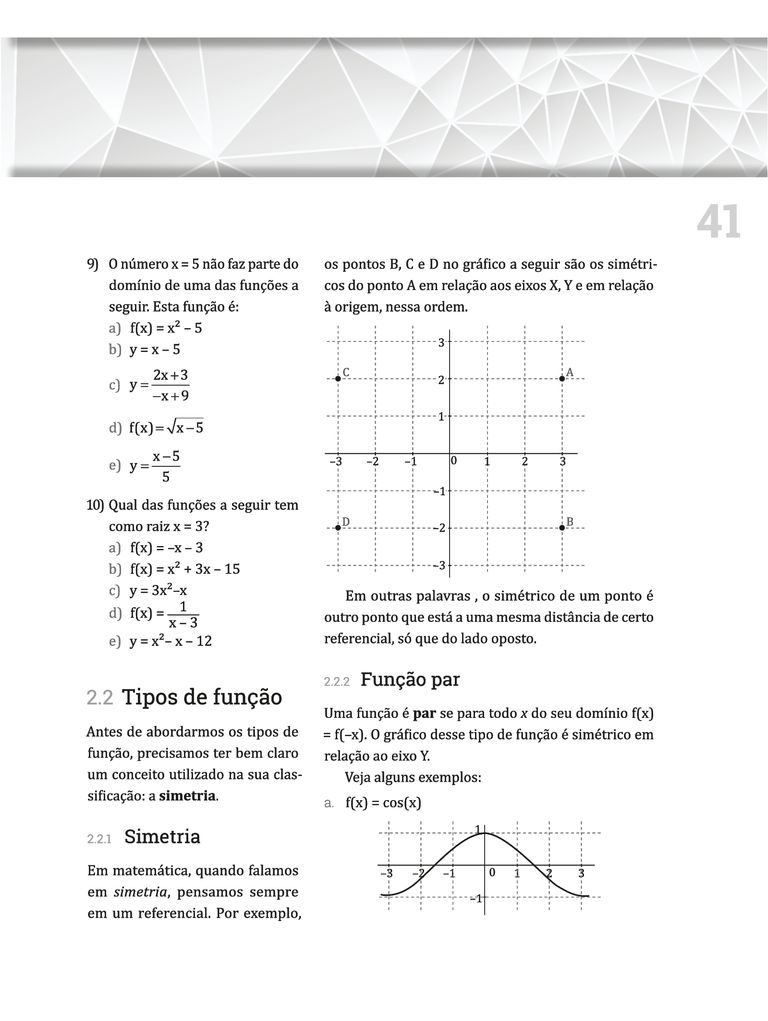 41
9) O número x = 5 não faz parte do
domínio de uma das funções a
seguir. Esta função é:
a) f(x) = x² – 5
b) y = x – 5
c) y = 2x+3 / –x+9
d) f(x) = √x–5
e) y = x–5 / 5
10) Qual das funções a seguir tem
como raiz x = 3?
a) f(x) = –x – 3
b) f(x) = x² + 3x – 15
c) y = 3x²–x
d) f(x) = 1 / x – 3
e) y = x²– x – 12
2.2 Tipos de função
Antes de abordarmos os tipos de
função, precisamos ter bem claro
um conceito utilizado na sua clas-
sificação: a simetria.
2.2.1 Simetria
Em matemática, quando falamos
em simetria, pensamos sempre
em um referencial. Por exemplo,
os pontos B, C e D no gráfico a seguir são os simétri-
cos do ponto A em relação aos eixos X, Y e em relação
à origem, nessa ordem.
3
C 2 A
1
–3 –2 –1 0 1 2 3
–1
D –2 B
–3
Em outras palavras , o simétrico de um ponto é
outro ponto que está a uma mesma distância de certo
referencial, só que do lado oposto.
2.2.2 Função par
Uma função é par se para todo x do seu domínio f(x)
= f(–x). O gráfico desse tipo de função é simétrico em
relação ao eixo Y.
Veja alguns exemplos:
a. f(x) = cos(x)
1
–3 –2 –1 0 1 2 3
–1